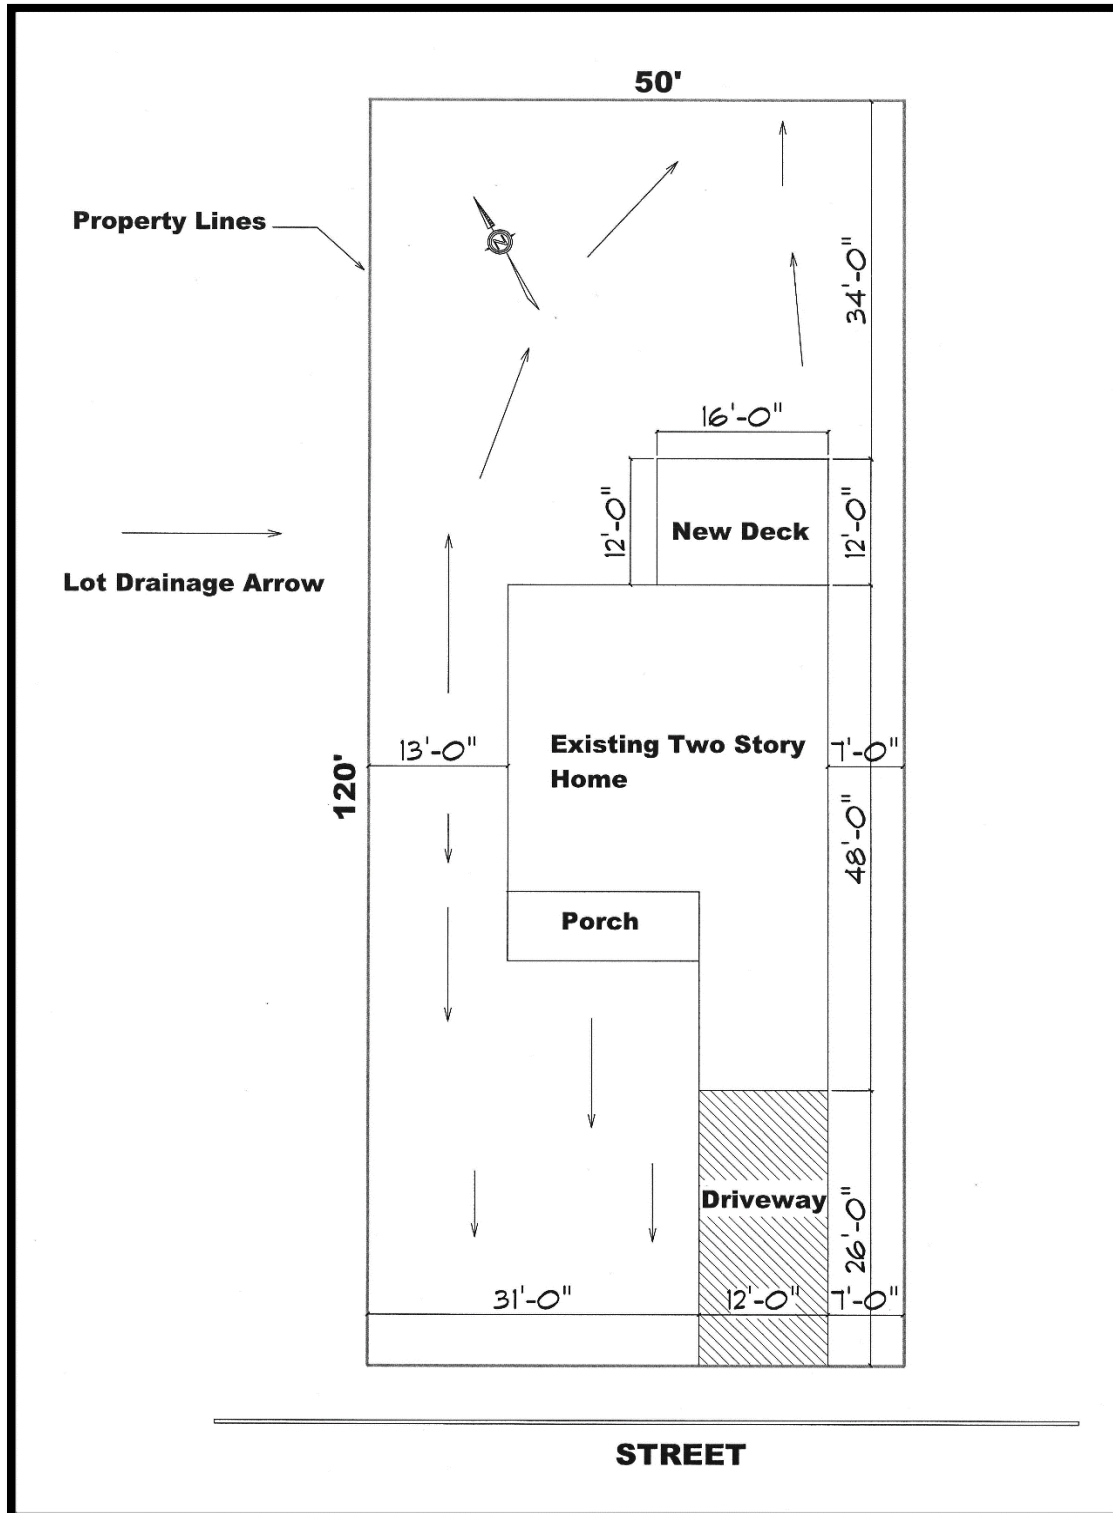 50'
Property Lines
34'-0"
16'-0"
12'-0"
New Deck
12'-0"
Lot Drainage Arrow
13'-0"
Existing Two Story
Home
7'-0"
120'
48'-0"
Porch
Driveway
26'-0"
31'-0"
12'-0"
7'-0"
STREET
N